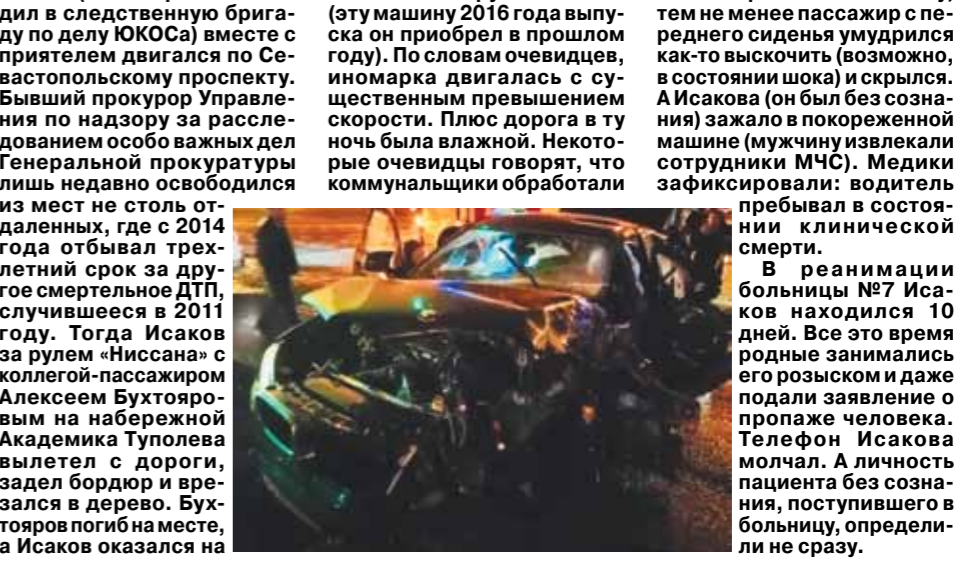 дил в следственную брига-
ду по делу ЮКОСа) вместе с
приятелем двигался по Се-
вастопольскому проспекту.
Бывший прокурор Управле-
ния по надзору за рассле-
дованием особо важных дел
Генеральной прокуратуры
лишь недавно освободился
из мест не столь от-
даленных, где с 2014
года отбывал трех-
летний срок за дру-
гое смертельное ДТП,
случившееся в 2011
году. Тогда Исаков
за рулем «Ниссана» с
коллегой-пассажиром
Алексеем Бухтояро-
вым на набережной
Академика Туполева
вылетел с дороги,
задел бордюр и вре-
зался в дерево. Бух-
тояров погиб на месте,
а Исаков оказался на
(эту машину 2016 года выпу-
ска он приобрел в прошлом
году). По словам очевидцев,
иномарка двигалась с су-
щественным превышением
скорости. Плюс дорога в ту
ночь была влажной. Некото-
рые очевидцы говорят, что
коммунальщики обработали
тем не менее пассажир с пе-
реднего сиденья умудрился
как-то выскочить (возможно,
в состоянии шока) и скрылся.
А Исакова (он был без созна-
ния) зажало в покореженной
машине (мужчину извлекали
сотрудники МЧС). Медики
зафиксировали: водитель
пребывал в состоя-
нии клинической
смерти.
В реанимации
больницы №7 Иса-
ков находился 10
дней. Все это время
родные занимались
его розыском и даже
подали заявление о
пропаже человека.
Телефон Исакова
молчал. А личность
пациента без созна-
ния, поступившего в
больницу, определи-
ли не сразу.